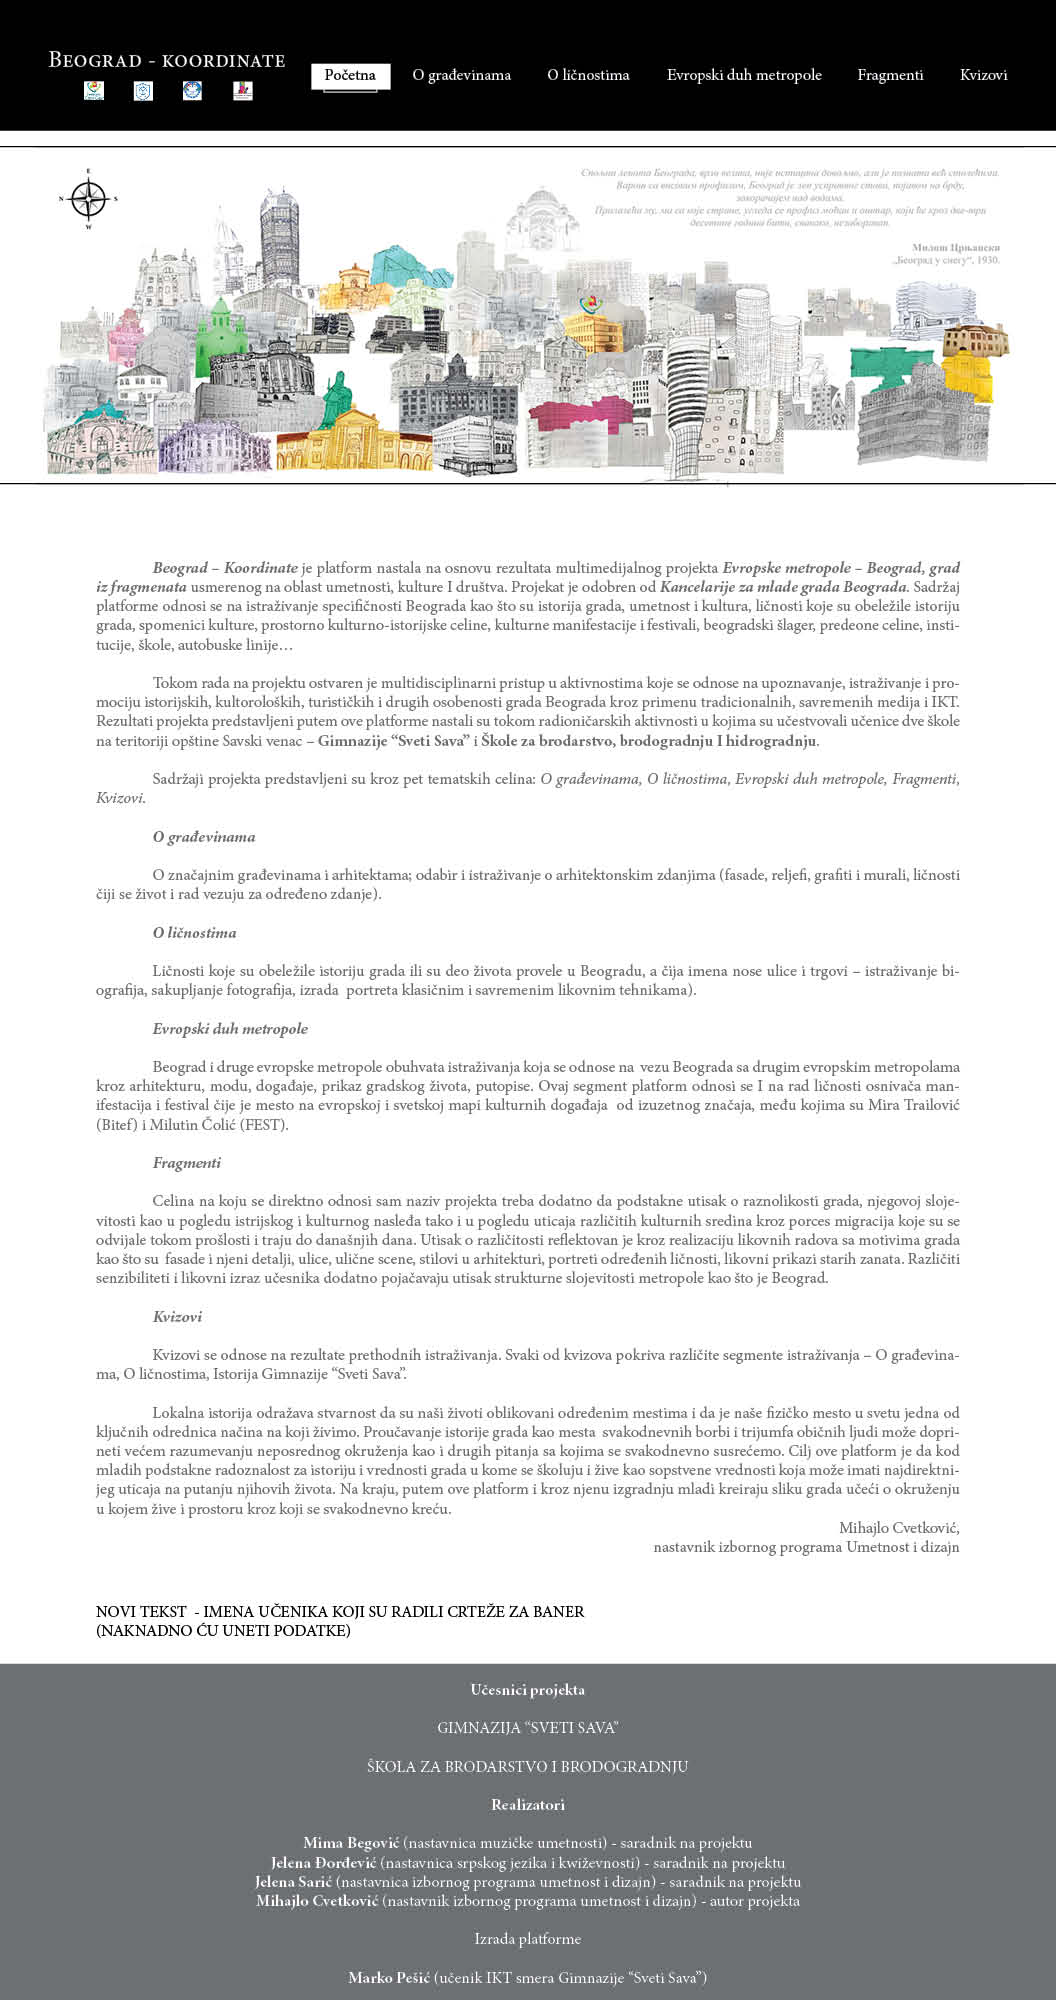 BEOGRAD - KOORDINATE
Početna
O građevinama
O ličnostima
Evropski duh metropole
Fragmenti
Kvizovi
E
N
S
W
Спољна лепота Београда, врло велика, није истицана довољно, али је позната већ столећима.
Варош са високим профилом, Београд је лед усправног става, појавом на брду,
закорачајем над водама.
Прилазећи му, ма са које стране, угледа се профил моћан и оштар, који ће кроз две-три
десетине година бити, свакако, незабораван.
Милош Црњански
„Београд у снегу“, 1930.
Beograd – Koordinate je platform nastala na osnovu rezultata multimedijalnog projekta Evropske metropole – Beograd, grad
iz fragmenata usmerenog na oblast umetnosti, kulture I društva. Projekat je odobren od Kancelarije za mlade grada Beograda. Sadržaj
platforme odnosi se na istraživanje specifičnosti Beograda kao što su istorija grada, umetnost i kultura, ličnosti koje su obeležile istoriju
grada, spomenici kulture, prostorno kulturno-istorijske celine, kulturne manifestacije i festivali, beogradski šlager, predeone celine, insti-
tucije, škole, autobuske linije…
Tokom rada na projektu ostvaren je multidisciplinarni pristup u aktivnostima koje se odnose na upoznavanje, istraživanje i pro-
mociju istorijskih, kultoroloških, turističkih i drugih osobenosti grada Beograda kroz primenu tradicionalnih, savremenih medija i IKT.
Rezultati projekta predstavljeni putem ove platforme nastali su tokom radioničarskih aktivnosti u kojima su učestvovali učenice dve škole
na teritoriji opštine Savski venac – Gimnazije “Sveti Sava” i Škole za brodarstvo, brodogradnju I hidrogradnju.
Sadržaji projekta predstavljeni su kroz pet tematskih celina: O građevinama, O ličnostima, Evropski duh metropole, Fragmenti,
Kvizovi.
O građevinama
O značajnim građevinama i arhitektama; odabir i istraživanje o arhitektonskim zdanjima (fasade, reljefi, grafiti i murali, ličnosti
čiji se život i rad vezuju za određeno zdanje).
O ličnostima
Ličnosti koje su obeležile istoriju grada ili su deo života provele u Beogradu, a čija imena nose ulice i trgovi – istraživanje bi-
ografija, sakupljanje fotografija, izrada portreta klasičnim i savremenim likovnim tehnikama).
Evropski duh metropole
Beograd i druge evropske metropole obuhvata istraživanja koja se odnose na vezu Beograda sa drugim evropskim metropolama
kroz arhitekturu, modu, događaje, prikaz gradskog života, putopise. Ovaj segment platform odnosi se I na rad ličnosti osnivača man-
ifestacija i festival čije je mesto na evropskoj i svetskoj mapi kulturnih događaja od izuzetnog značaja, među kojima su Mira Trailović
(Bitef) i Milutin Čolić (FEST).
Fragmenti
Celina na koju se direktno odnosi sam naziv projekta treba dodatno da podstakne utisak o raznolikosti grada, njegovoj sloje-
vitosti kao u pogledu istrijskog i kulturnog nasleđa tako i u pogledu uticaja različitih kulturnih sredina kroz porces migracija koje su se
odvijale tokom prošlosti i traju do današnjih dana. Utisak o različitosti reflektovan je kroz realizaciju likovnih radova sa motivima grada
kao što su fasade i njeni detalji, ulice, ulične scene, stilovi u arhitekturi, portreti određenih ličnosti, likovni prikazi starih zanata. Različiti
senzibiliteti i likovni izraz učesnika dodatno pojačavaju utisak strukturne slojevitosti metropole kao što je Beograd.
Kvizovi
Kvizovi se odnose na rezultate prethodnih istraživanja. Svaki od kvizova pokriva različite segmente istraživanja – O građevina-
ma, O ličnostima, Istorija Gimnazije “Sveti Sava”.
Lokalna istorija odražava stvarnost da su naši životi oblikovani određenim mestima i da je naše fizičko mesto u svetu jedna od
ključnih odrednica načina na koji živimo. Proučavanje istorije grada kao mesta svakodnevnih borbi i trijumfa običnih ljudi može dopri-
neti većem razumevanju neposrednog okruženja kao i drugih pitanja sa kojima se svakodnevno susrećemo. Cilj ove platform je da kod
mladih podstakne radoznalost za istoriju i vrednosti grada u kome se školuju i žive kao sopstvene vrednosti koja može imati najdirektni-
jeg uticaja na putanju njihovih života. Na kraju, putem ove platform i kroz njenu izgradnju mladi kreiraju sliku grada učeći o okruženju
u kojem žive i prostoru kroz koji se svakodnevno kreću.
Mihajlo Cvetković,
nastavnik izbornog programa Umetnost i dizajn
NOVI TEKST - IMENA UČENIKA KOJI SU RADILI CRTEŽE ZA BANER
(NAKNADNO ĆU UNETI PODATKE)
Učesnici projekta
GIMNAZIJA “SVETI SAVA”
ŠKOLA ZA BRODARSTVO I BRODOGRADNJU
Realizatori
Mima Begović (nastavnica muzičke umetnosti) - saradnik na projektu
Jelena Đorđević (nastavnica srpskog jezika i kwiževnosti) - saradnik na projektu
Jelena Sarić (nastavnica izbornog programa umetnost i dizajn) - saradnik na projektu
Mihajlo Cvetković (nastavnik izbornog programa umetnost i dizajn) - autor projekta
Izrada platforme
Marko Pešić (učenik IKT smera Gimnazije “Sveti Sava”)